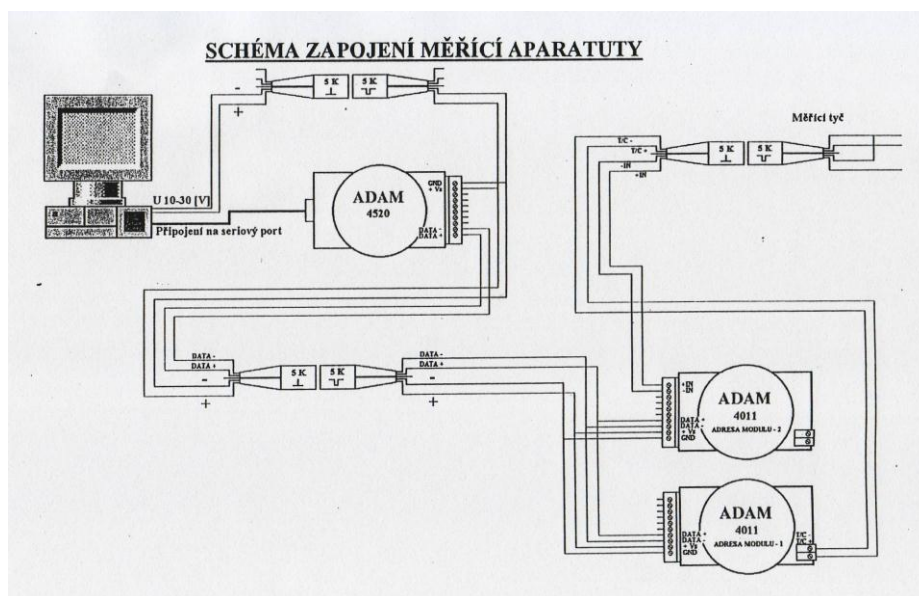 SCHÉMA ZAPOJENÍ MĚŘÍCÍ APARATUTY
5 K
5 K
-
+
U 10-30 [V]
Připojení na seriový port
ADAM
4520
GND
+ Vs
DATA -
DATA +
Měřící tyč
T/C -
T/C +
-IN
+IN
5 K
5 K
DATA -
DATA +
-
+
5 K
5 K
DATA -
DATA +
-
+
+IN
-IN
DATA +
DATA -
+ Vs
GND
ADAM
4011
ADRESA MODULU - 2
DATA +
DATA -
+ Vs
GND
ADAM
4011
ADRESA MODULU - 1
T/C -
T/C +